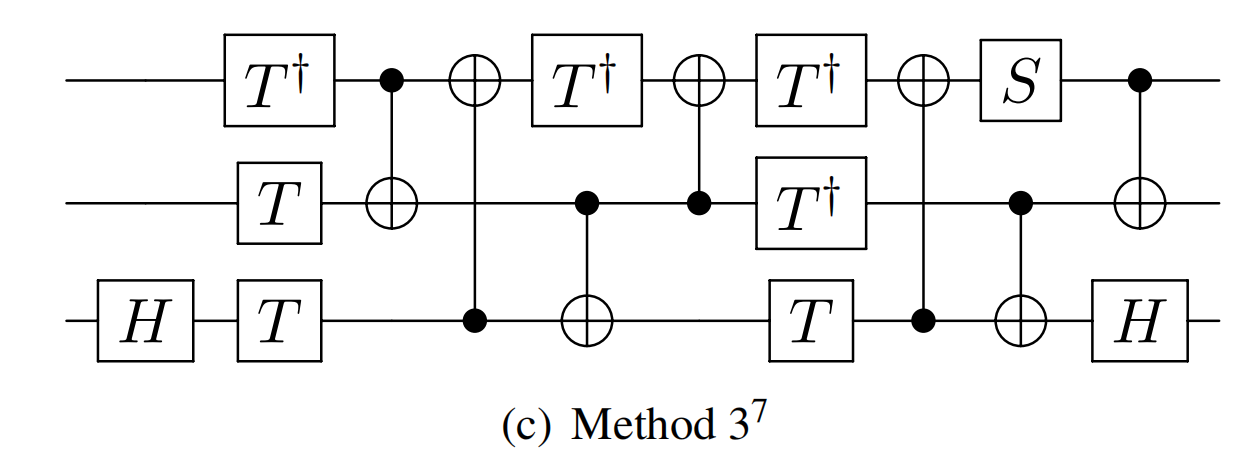 T† T† T† S
T T†
H T T H
(c) Method 3⁷